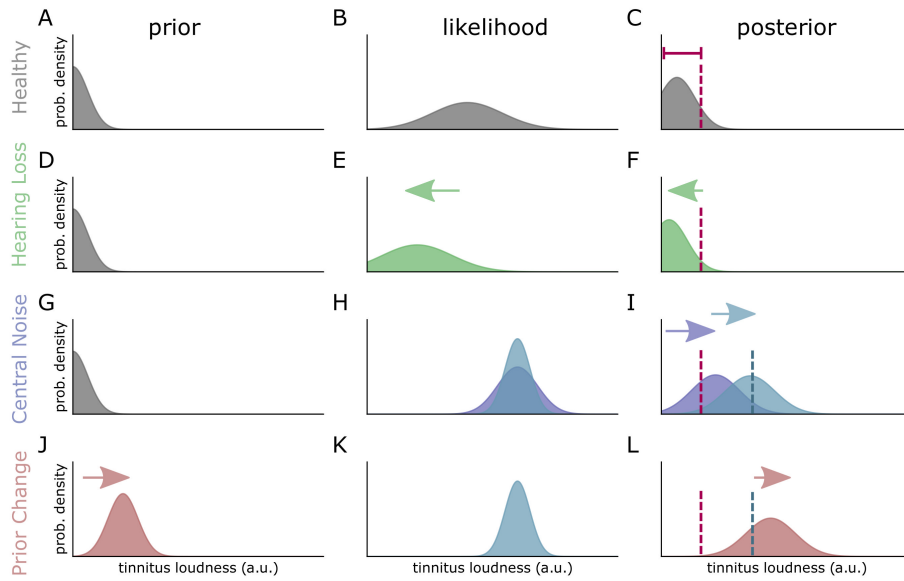 A prior
B likelihood
C posterior
Healthy
prob. density
D
E
F
Hearing Loss
prob. density
G
H
I
Central Noise
prob. density
J
K
L
Prior Change
prob. density
tinnitus loudness (a.u.)
tinnitus loudness (a.u.)
tinnitus loudness (a.u.)